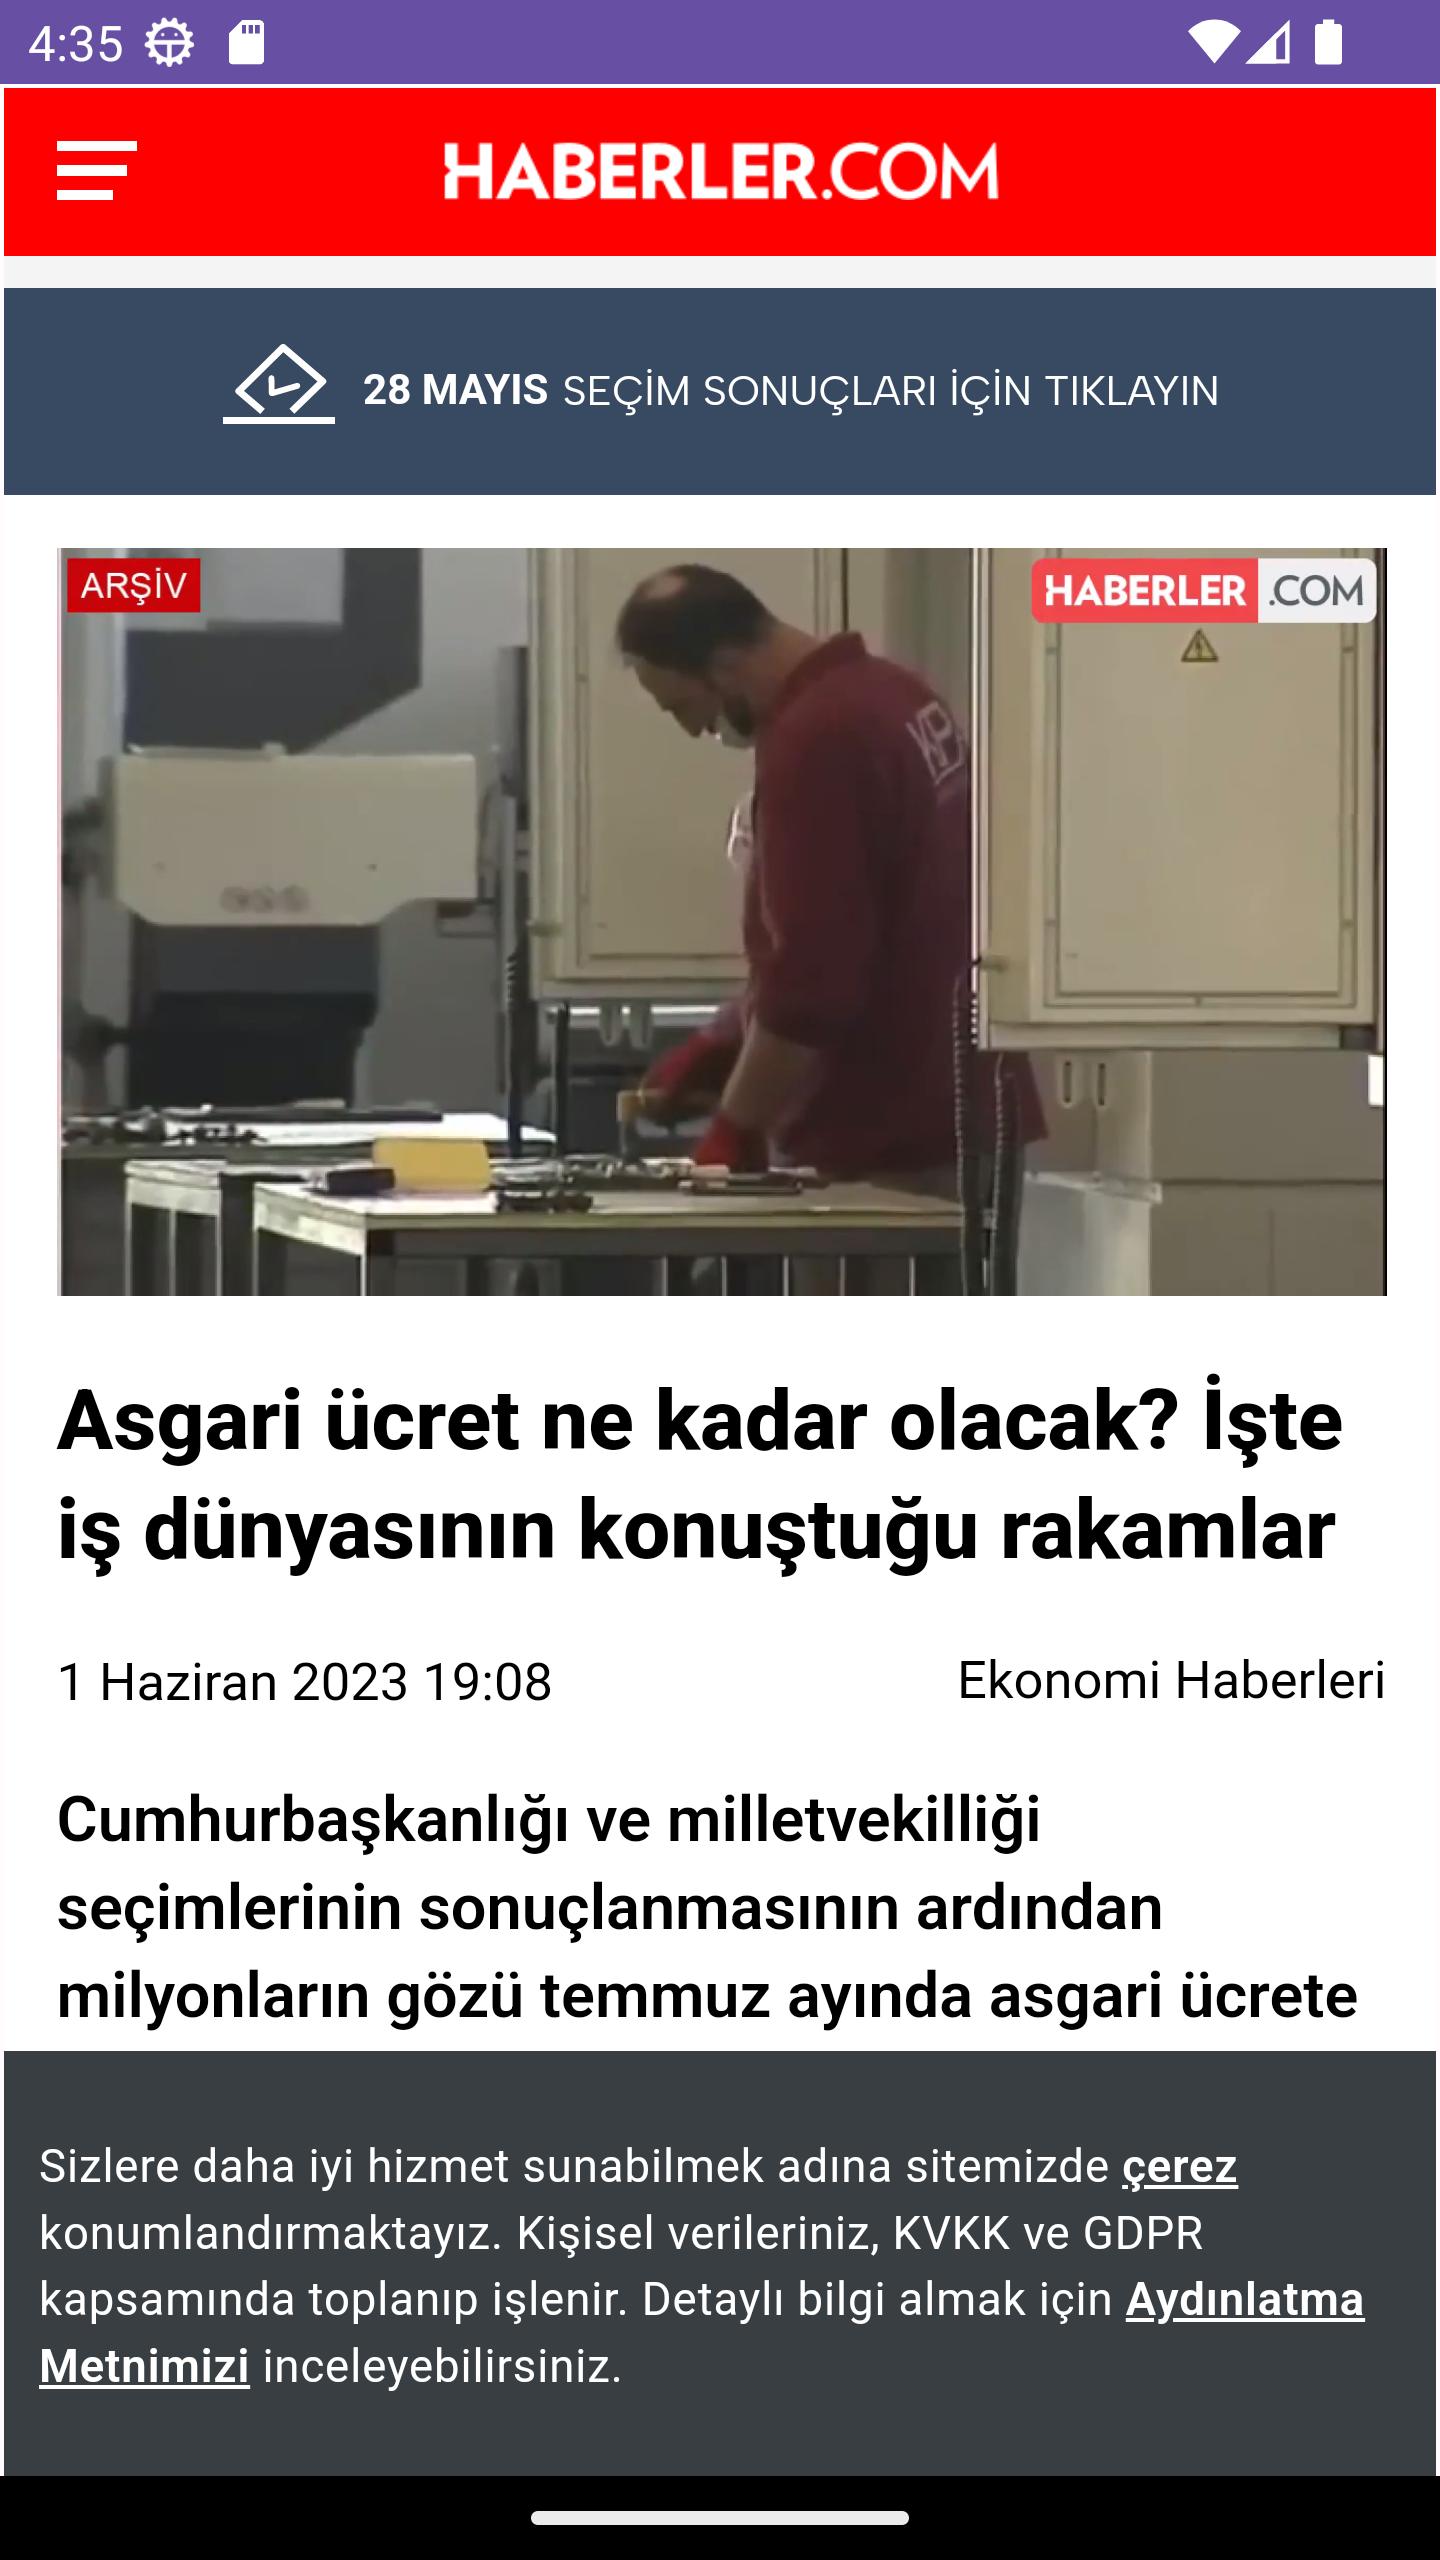 4:35
HABERLER.COM
28 MAYIS SEÇİM SONUÇLARI İÇİN TIKLAYIN
ARŞİV
HABERLER.COM
Asgari ücret ne kadar olacak? İşte
iş dünyasının konuştuğu rakamlar
1 Haziran 2023 19:08
Ekonomi Haberleri
Cumhurbaşkanlığı ve milletvekilliği
seçimlerinin sonuçlanmasının ardından
milyonların gözü temmuz ayında asgari ücrete
Sizlere daha iyi hizmet sunabilmek adına sitemizde çerez
konumlandırmaktayız. Kişisel verileriniz, KVKK ve GDPR
kapsamında toplanıp işlenir. Detaylı bilgi almak için Aydınlatma
Metnimizi inceleyebilirsiniz.